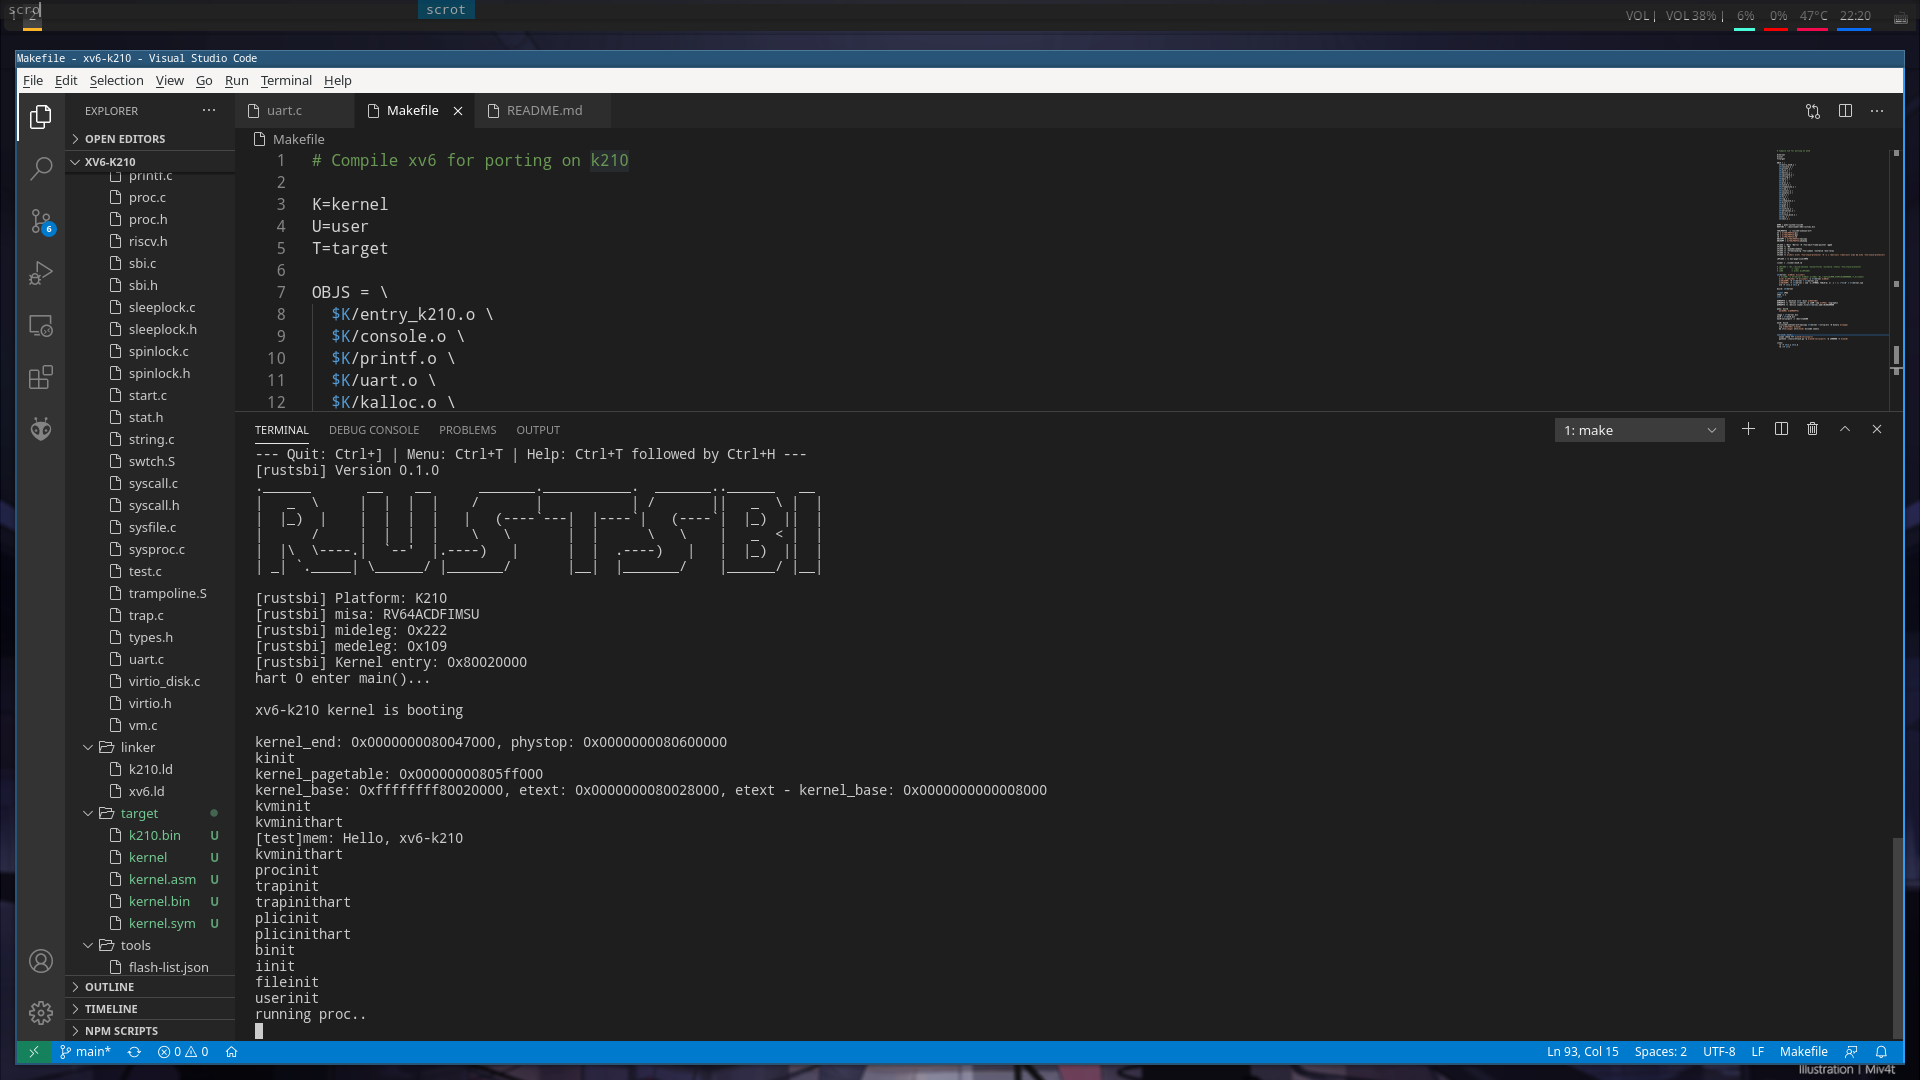 scro
scrot
1 2
VOL | VOL 38% | 6% 0% 47°C 22:20
Makefile - xv6-k210 - Visual Studio Code
File Edit Selection View Go Run Terminal Help
EXPLORER
OPEN EDITORS
XV6-K210
printf.c
proc.c
proc.h
riscv.h
sbi.c
sbi.h
sleeplock.c
sleeplock.h
spinlock.c
spinlock.h
start.c
stat.h
string.c
swtch.S
syscall.c
syscall.h
sysfile.c
sysproc.c
test.c
trampoline.S
trap.c
types.h
uart.c
virtio_disk.c
virtio.h
vm.c
linker
k210.ld
xv6.ld
target
k210.bin U
kernel U
kernel.asm U
kernel.bin U
kernel.sym U
tools
flash-list.json
OUTLINE
TIMELINE
NPM SCRIPTS
6
uart.c Makefile README.md
Makefile
1 # Compile xv6 for porting on k210
2
3 K=kernel
4 U=user
5 T=target
6
7 OBJS = \
8 $K/entry_k210.o \
9 $K/console.o \
10 $K/printf.o \
11 $K/uart.o \
12 $K/kalloc.o \
TERMINAL DEBUG CONSOLE PROBLEMS OUTPUT
1: make
--- Quit: Ctrl+] | Menu: Ctrl+T | Help: Ctrl+T followed by Ctrl+H ---
[rustsbi] Version 0.1.0
RUSTSBI
[rustsbi] Platform: K210
[rustsbi] misa: RV64ACDFIMSU
[rustsbi] mideleg: 0x222
[rustsbi] medeleg: 0x109
[rustsbi] Kernel entry: 0x80020000
hart 0 enter main()...
xv6-k210 kernel is booting
kernel_end: 0x0000000080047000, phystop: 0x0000000080600000
kinit
kernel_pagetable: 0x00000000805ff000
kernel_base: 0xffffffff80020000, etext: 0x0000000080028000, etext - kernel_base: 0x0000000000008000
kvminit
kvminithart
[test]mem: Hello, xv6-k210
kvminithart
procinit
trapinit
trapinithart
plicinit
plicinithart
binit
iinit
fileinit
userinit
running proc..
main* 0 0
Ln 93, Col 15 Spaces: 2 UTF-8 LF Makefile
Illustration | Miv4t